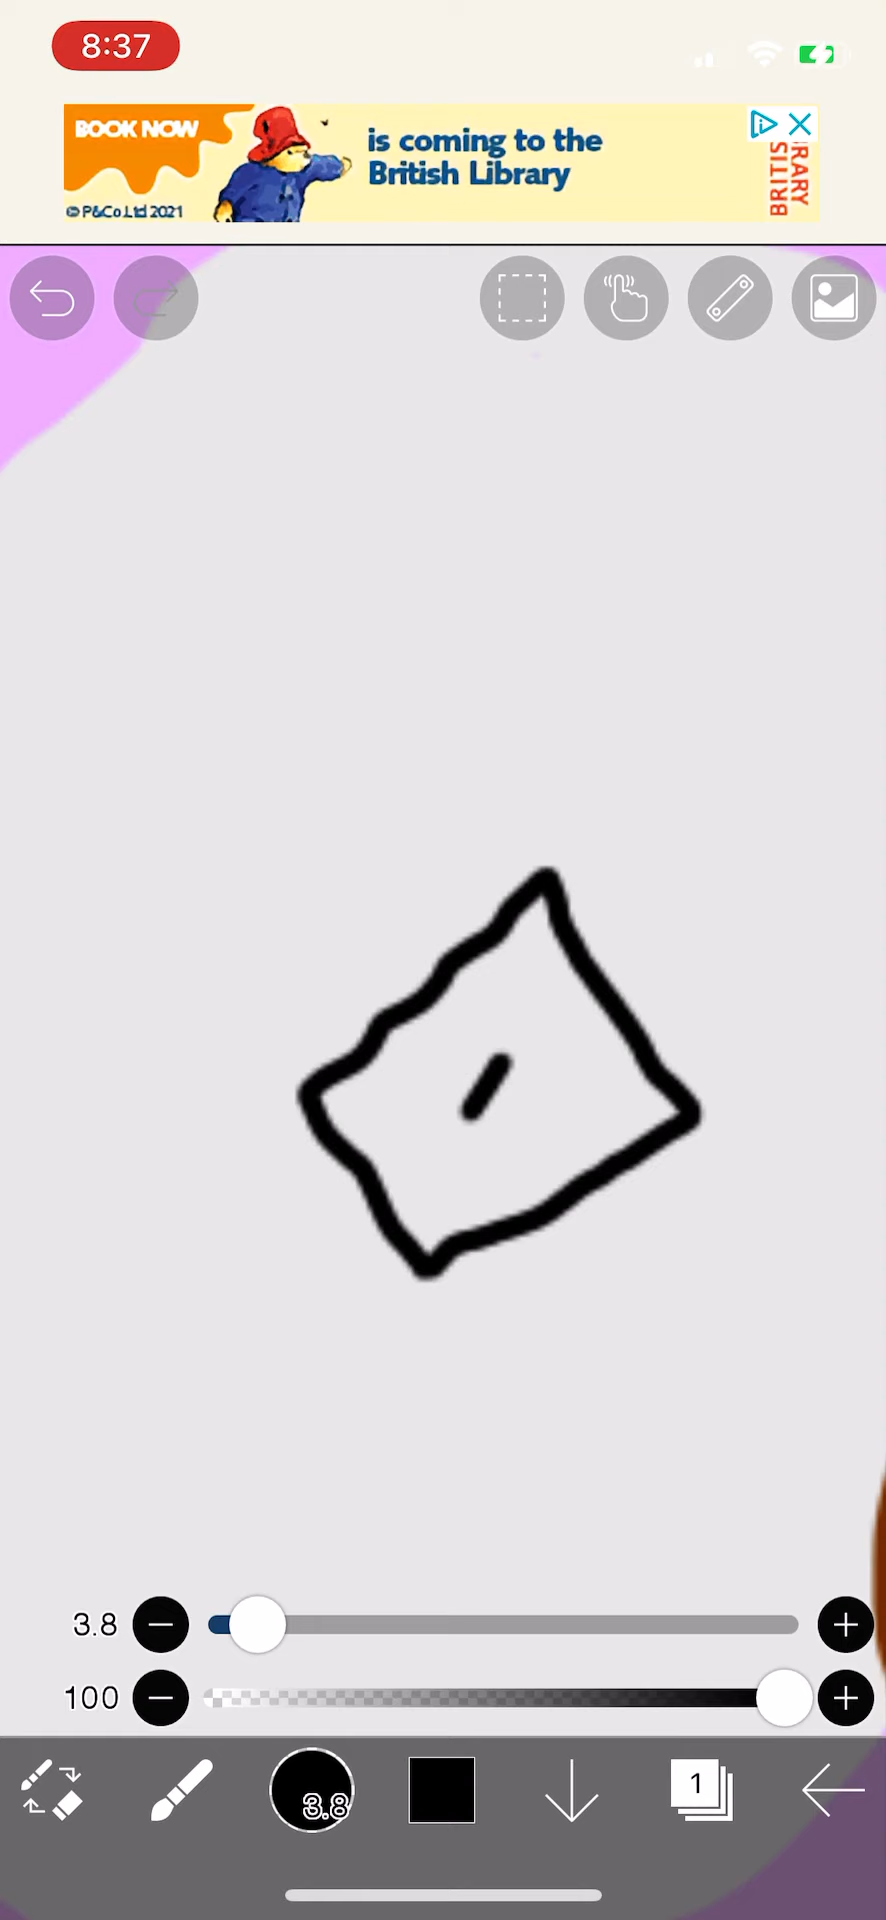 8:37
BOOK NOW
is coming to the
British Library
© P&Co.Ltd 2021
BRITIS
RARY
3.8
100
3.8
1